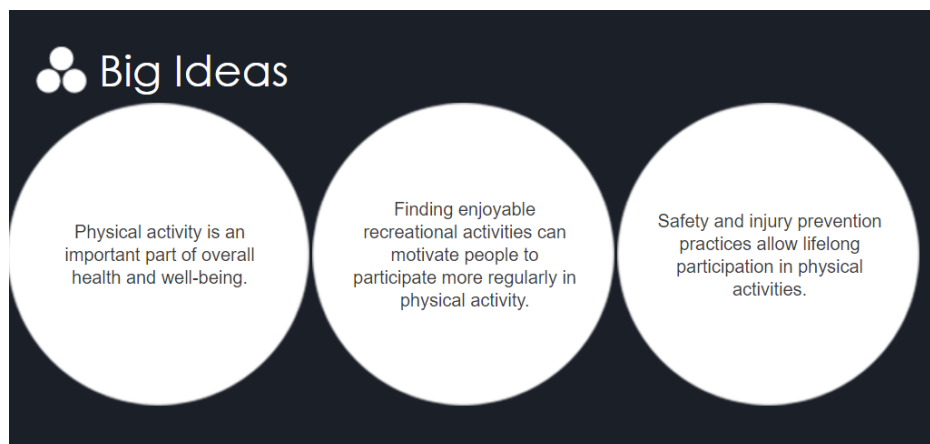 Big Ideas
Physical activity is an
important part of overall
health and well-being.
Finding enjoyable
recreational activities can
motivate people to
participate more regularly in
physical activity.
Safety and injury prevention
practices allow lifelong
participation in physical
activities.